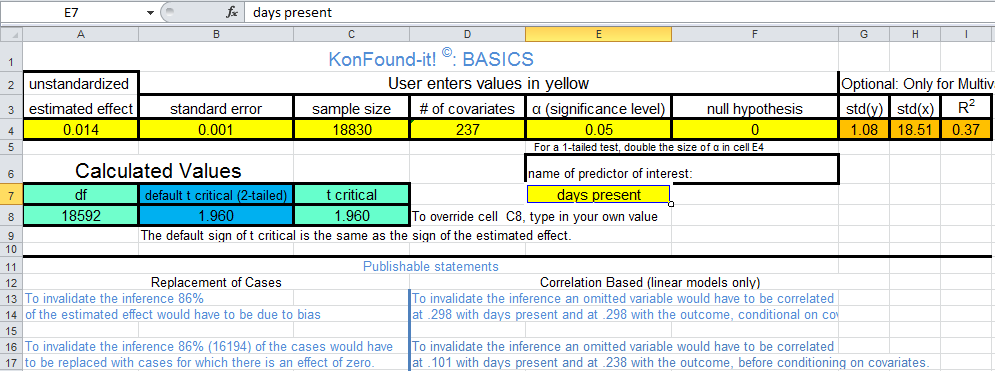 E7 fx days present
A B C D E F G H I
1 KonFound-it! ©: BASICS
2 unstandardized User enters values in yellow Optional: Only for Multiv
3 estimated effect standard error sample size # of covariates α (significance level) null hypothesis std(y) std(x) R2
4 0.014 0.001 18830 237 0.05 0 1.08 18.51 0.37
5 For a 1-tailed test, double the size of α in cell E4
6 Calculated Values name of predictor of interest:
7 df default t critical (2-tailed) t critical days present
8 18592 1.960 1.960 To override cell C8, type in your own value
9 The default sign of t critical is the same as the sign of the estimated effect.
10
11 Publishable statements
12 Replacement of Cases Correlation Based (linear models only)
13 To invalidate the inference 86% To invalidate the inference an omitted variable would have to be correlated
14 of the estimated effect would have to be due to bias at .298 with days present and at .298 with the outcome, conditional on cov
15
16 To invalidate the inference 86% (16194) of the cases would have To invalidate the inference an omitted variable would have to be correlated
17 to be replaced with cases for which there is an effect of zero. at .101 with days present and at .238 with the outcome, before conditioning on covariates.